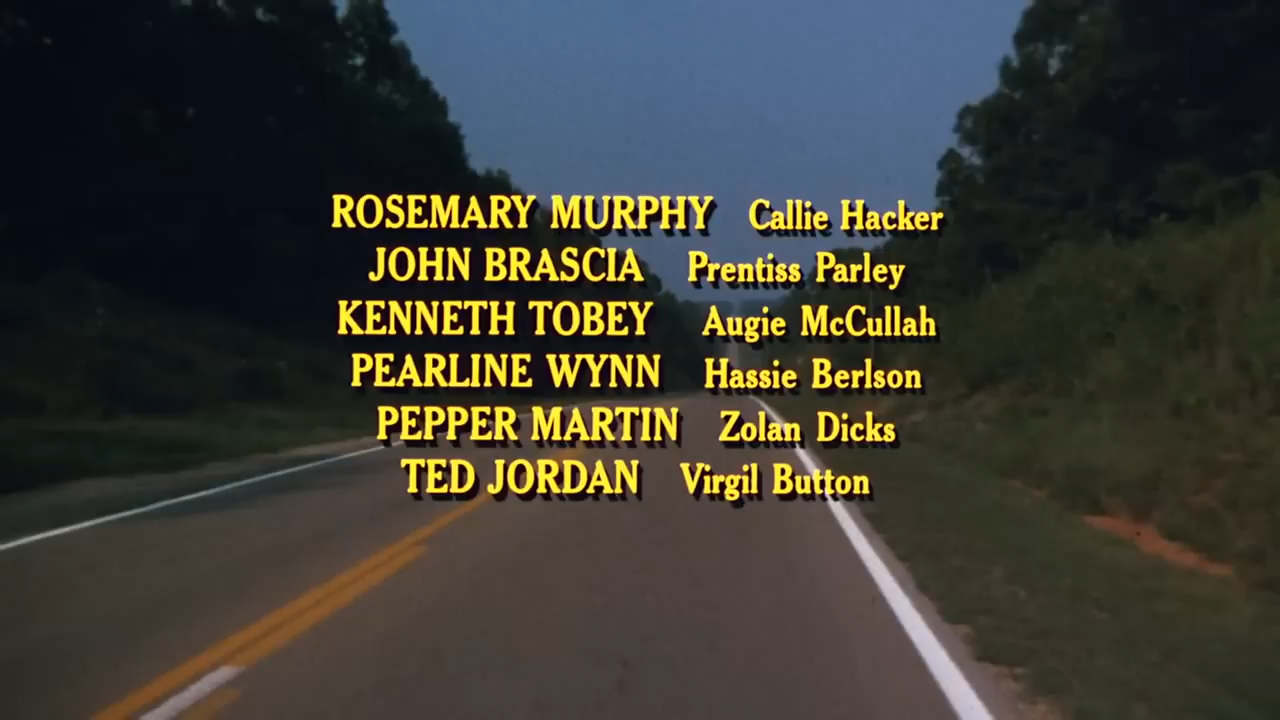 ROSEMARY MURPHY Callie Hacker
JOHN BRASCIA Prentiss Parley
KENNETH TOBEY Augie McCullah
PEARLINE WYNN Hassie Berlson
PEPPER MARTIN Zolan Dicks
TED JORDAN Virgil Button